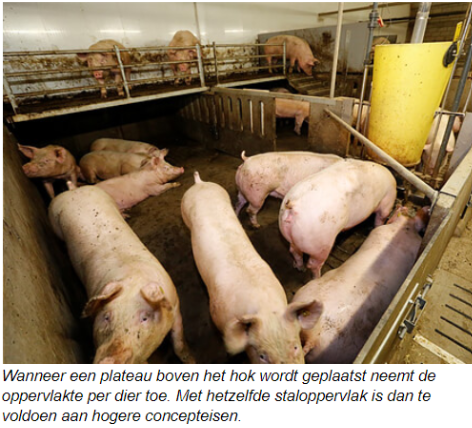 Wanneer een plateau boven het hok wordt geplaatst neemt de
oppervlakte per dier toe. Met hetzelfde staloppervlak is dan te
voldoen aan hogere concepteisen.